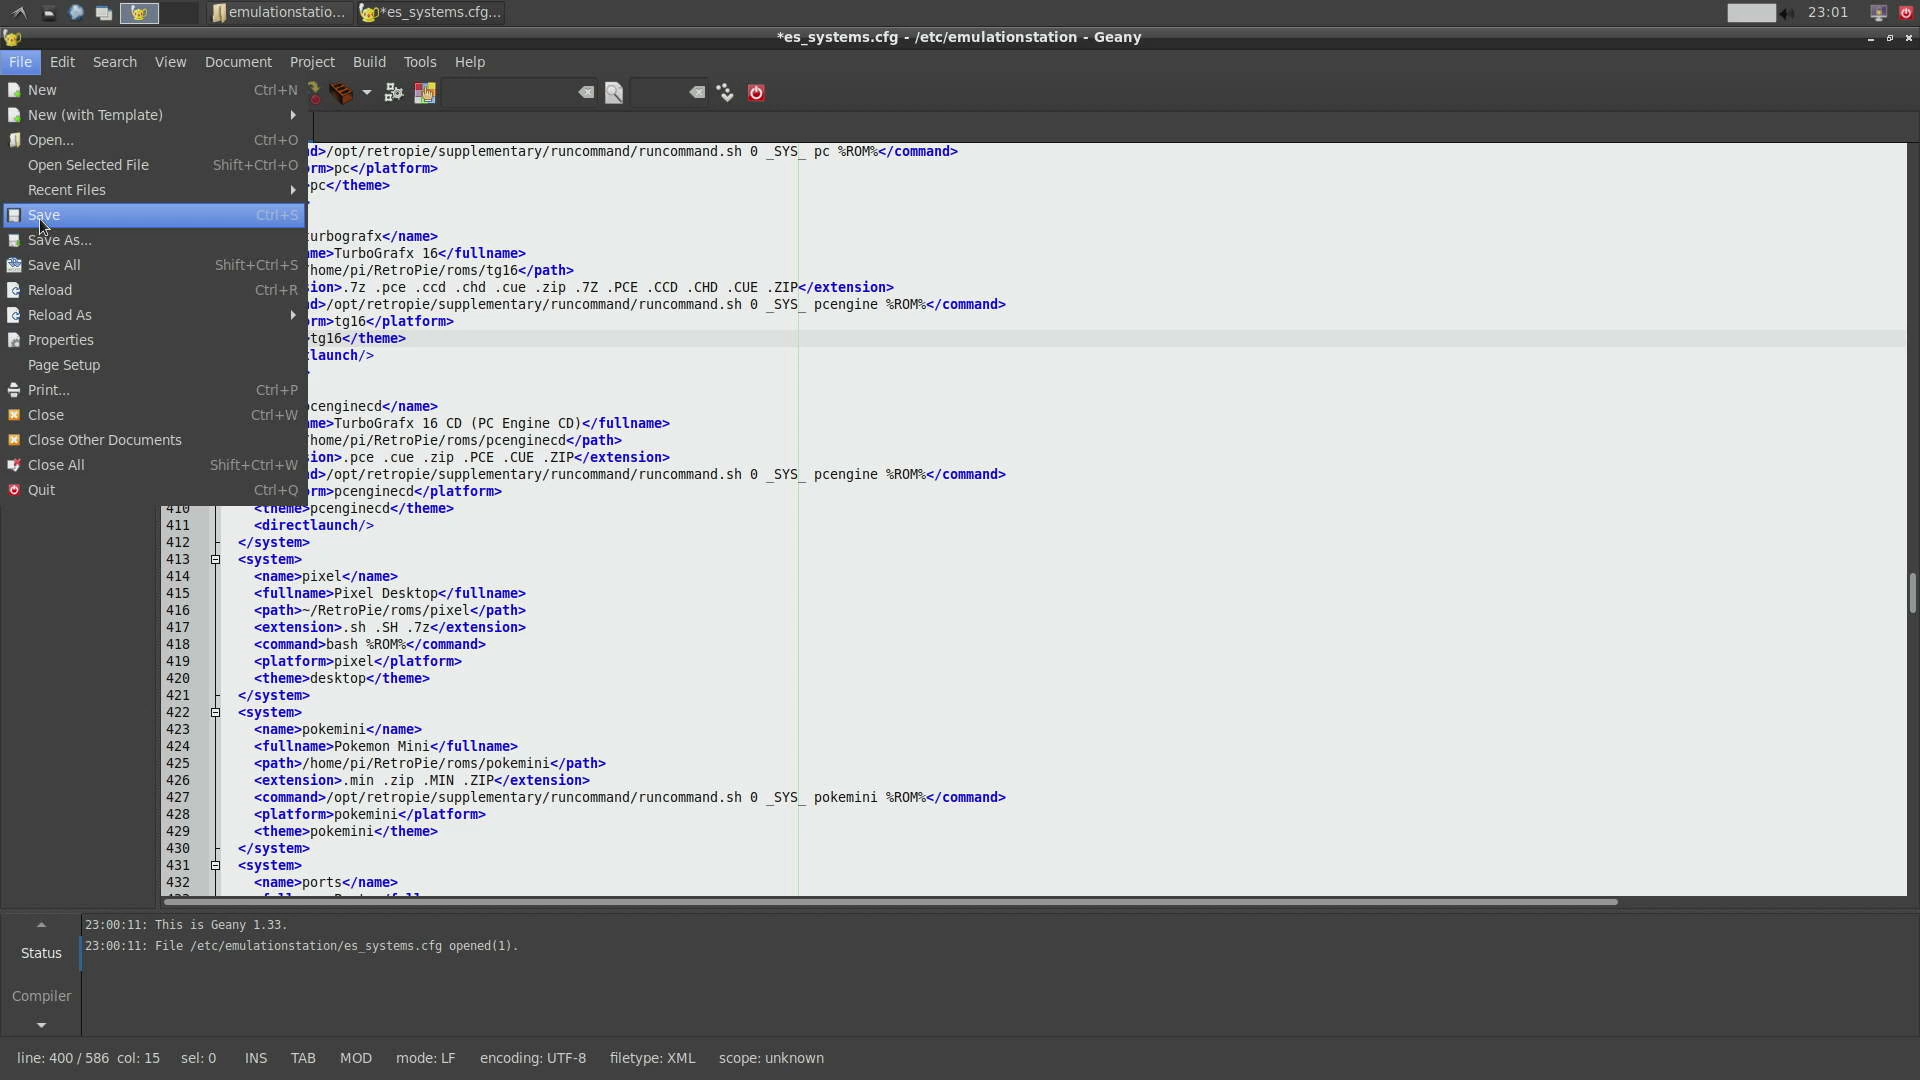 emulationstatio...
*es_systems.cfg...
23:01
*es_systems.cfg - /etc/emulationstation - Geany
File Edit Search View Document Project Build Tools Help
New Ctrl+N
New (with Template)
Open... Ctrl+O
Open Selected File Shift+Ctrl+O
Recent Files
Save Ctrl+S
Save As...
Save All Shift+Ctrl+S
Reload Ctrl+R
Reload As
Properties
Page Setup
Print... Ctrl+P
Close Ctrl+W
Close Other Documents
Close All Shift+Ctrl+W
Quit Ctrl+Q
nd>/opt/retropie/supplementary/runcommand/runcommand.sh 0 _SYS_ pc %ROM%</command>
orm>pc</platform>
>pc</theme>
turbografx</name>
ame>TurboGrafx 16</fullname>
/home/pi/RetroPie/roms/tg16</path>
sion>.7z .pce .ccd .chd .cue .zip .7Z .PCE .CCD .CHD .CUE .ZIP</extension>
nd>/opt/retropie/supplementary/runcommand/runcommand.sh 0 _SYS_ pcengine %ROM%</command>
orm>tg16</platform>
>tg16</theme>
tlaunch/>
pcenginecd</name>
ame>TurboGrafx 16 CD (PC Engine CD)</fullname>
/home/pi/RetroPie/roms/pcenginecd</path>
sion>.pce .cue .zip .PCE .CUE .ZIP</extension>
nd>/opt/retropie/supplementary/runcommand/runcommand.sh 0 _SYS_ pcengine %ROM%</command>
orm>pcenginecd</platform>
410 <theme>pcenginecd</theme>
411 <directlaunch/>
412 </system>
413 <system>
414 <name>pixel</name>
415 <fullname>Pixel Desktop</fullname>
416 <path>~/RetroPie/roms/pixel</path>
417 <extension>.sh .SH .7z</extension>
418 <command>bash %ROM%</command>
419 <platform>pixel</platform>
420 <theme>desktop</theme>
421 </system>
422 <system>
423 <name>pokemini</name>
424 <fullname>Pokemon Mini</fullname>
425 <path>/home/pi/RetroPie/roms/pokemini</path>
426 <extension>.min .zip .MIN .ZIP</extension>
427 <command>/opt/retropie/supplementary/runcommand/runcommand.sh 0 _SYS_ pokemini %ROM%</command>
428 <platform>pokemini</platform>
429 <theme>pokemini</theme>
430 </system>
431 <system>
432 <name>ports</name>
Status
Compiler
23:00:11: This is Geany 1.33.
23:00:11: File /etc/emulationstation/es_systems.cfg opened(1).
line: 400 / 586 col: 15 sel: 0 INS TAB MOD mode: LF encoding: UTF-8 filetype: XML scope: unknown